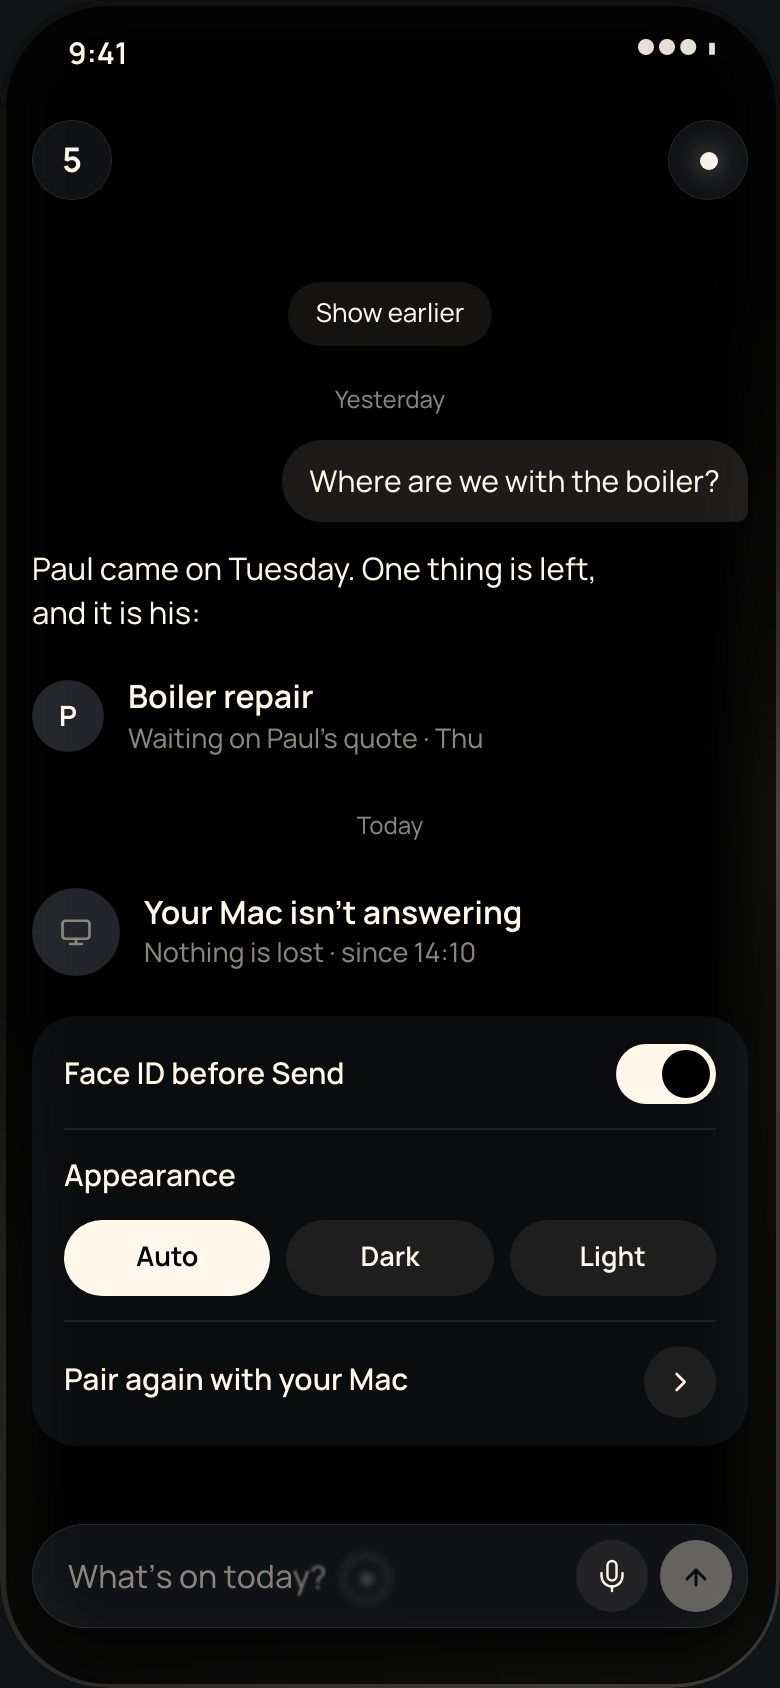 9:41
5
Show earlier
Yesterday
Where are we with the boiler?
Paul came on Tuesday. One thing is left,
and it is his:
P
Boiler repair
Waiting on Paul’s quote · Thu
Today
Your Mac isn’t answering
Nothing is lost · since 14:10
Face ID before Send
Appearance
Auto
Dark
Light
Pair again with your Mac
What’s on today?